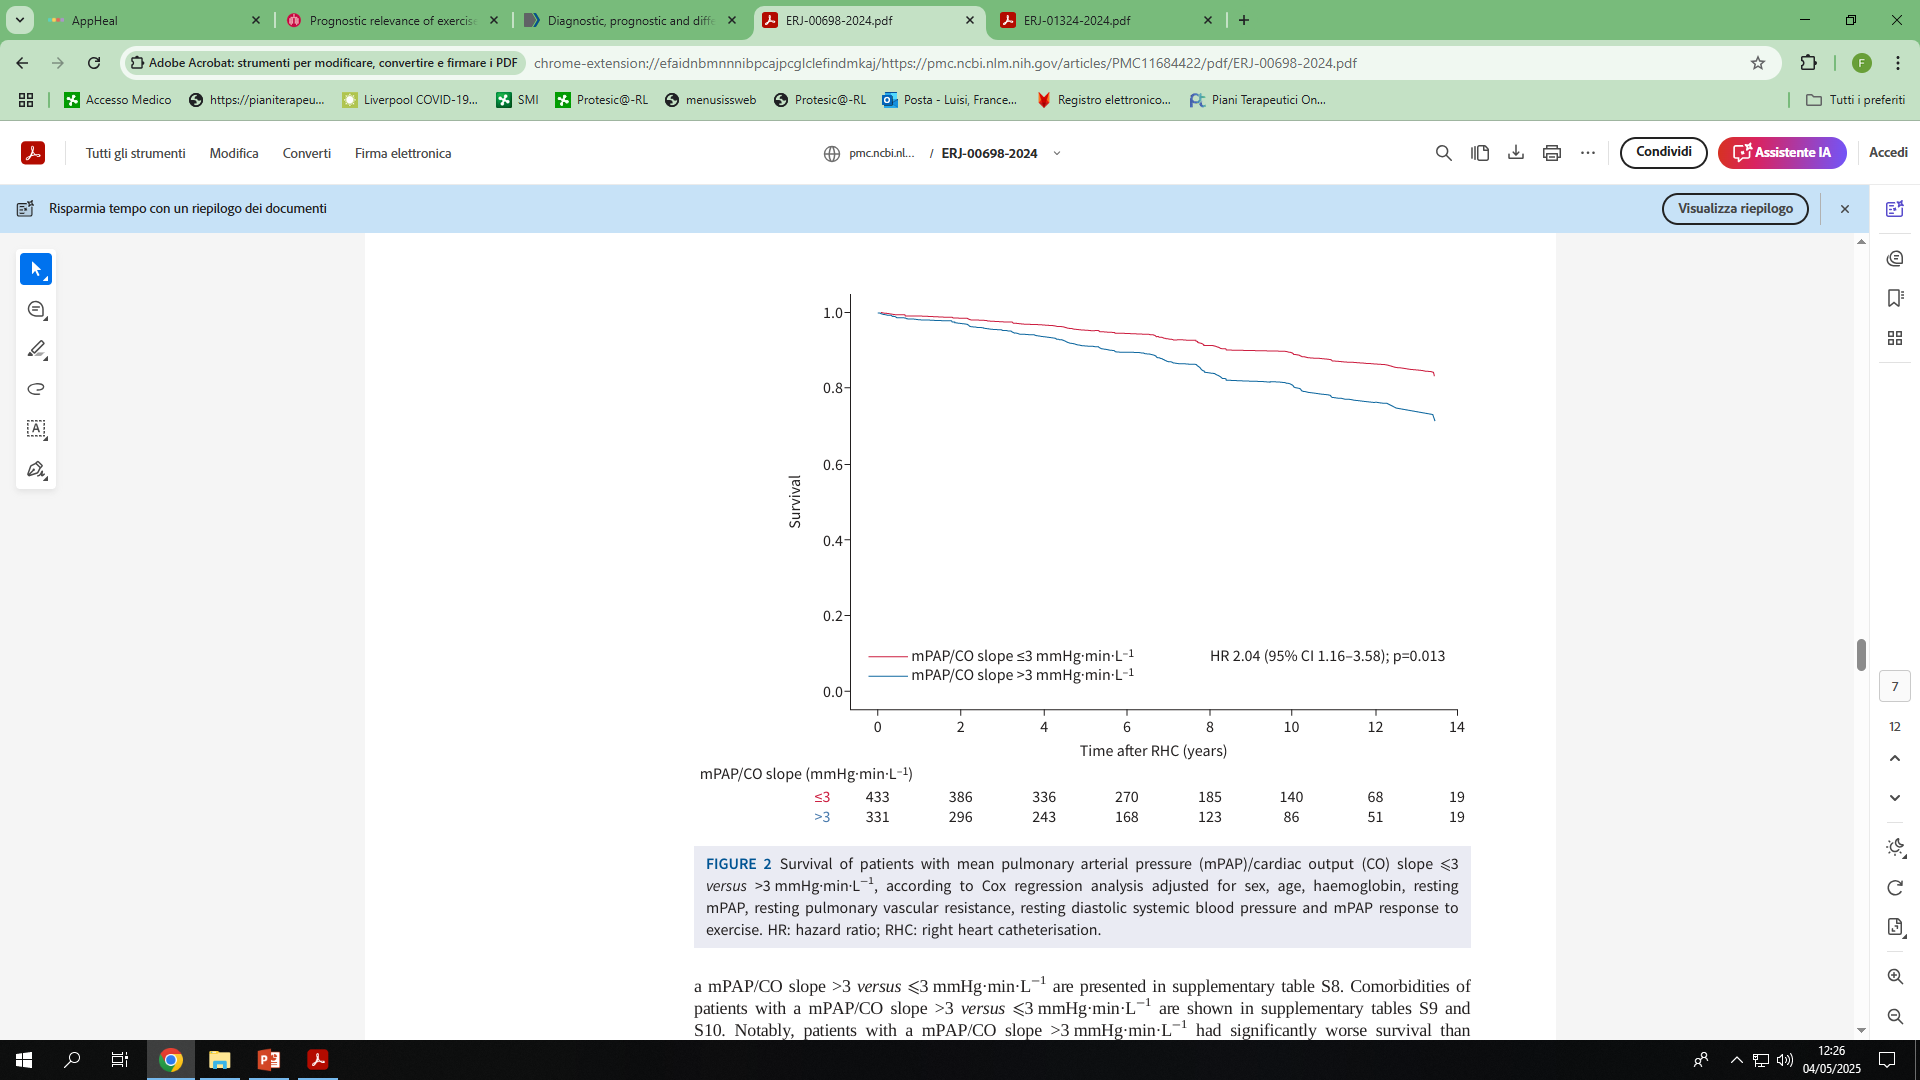 AppHeal
Prognostic relevance of exercise
Diagnostic, prognostic and diffe
ERJ-00698-2024.pdf
ERJ-01324-2024.pdf
Adobe Acrobat: strumenti per modificare, convertire e firmare i PDF
chrome-extension://efaidnbmnnnibpcajpcglclefindmkaj/https://pmc.ncbi.nlm.nih.gov/articles/PMC11684422/pdf/ERJ-00698-2024.pdf
F
Accesso Medico
https://pianiterapeu...
Liverpool COVID-19...
SMI
Protesic@-RL
menusissweb
Protesic@-RL
Posta - Luisi, France...
Registro elettronico...
Piani Terapeutici On...
Tutti i preferiti
Tutti gli strumenti
Modifica
Converti
Firma elettronica
pmc.ncbi.nl...
/ ERJ-00698-2024
Condividi
Assistente IA
Accedi
Risparmia tempo con un riepilogo dei documenti
Visualizza riepilogo
1.0
0.8
0.6
0.4
0.2
0.0
Survival
mPAP/CO slope ≤3 mmHg·min·L⁻¹
mPAP/CO slope >3 mmHg·min·L⁻¹
HR 2.04 (95% CI 1.16–3.58); p=0.013
0 2 4 6 8 10 12 14
Time after RHC (years)
mPAP/CO slope (mmHg·min·L⁻¹)
≤3 433 386 336 270 185 140 68 19
>3 331 296 243 168 123 86 51 19
FIGURE 2 Survival of patients with mean pulmonary arterial pressure (mPAP)/cardiac output (CO) slope ⩽3
versus >3 mmHg·min·L⁻¹, according to Cox regression analysis adjusted for sex, age, haemoglobin, resting
mPAP, resting pulmonary vascular resistance, resting diastolic systemic blood pressure and mPAP response to
exercise. HR: hazard ratio; RHC: right heart catheterisation.
a mPAP/CO slope >3 versus ⩽3 mmHg·min·L⁻¹ are presented in supplementary table S8. Comorbidities of
patients with a mPAP/CO slope >3 versus ⩽3 mmHg·min·L⁻¹ are shown in supplementary tables S9 and
S10. Notably, patients with a mPAP/CO slope >3 mmHg·min·L⁻¹ had significantly worse survival than
7
12
12:26
04/05/2025